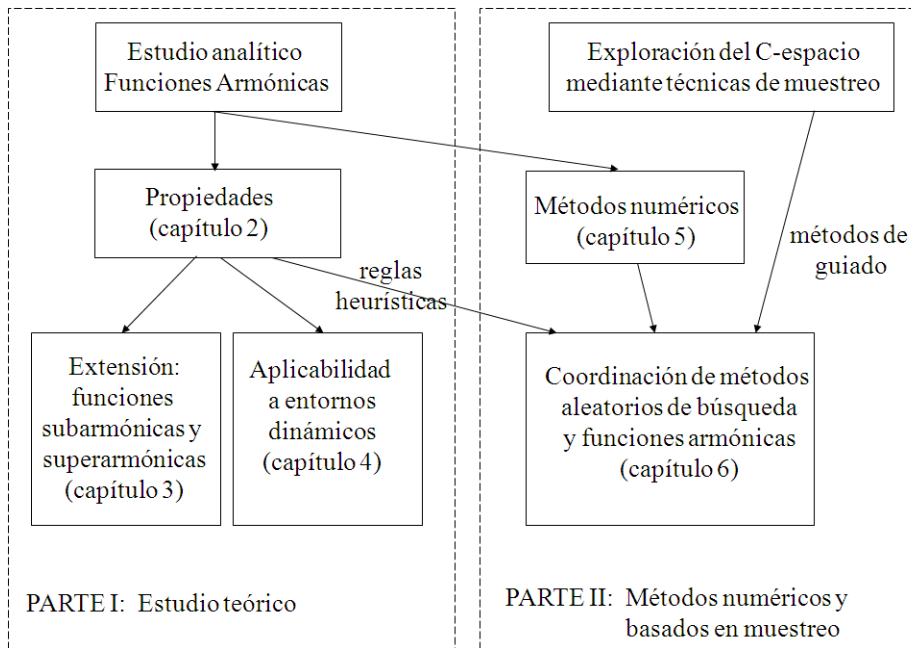 Estudio analítico
Funciones Armónicas
Exploración del C-espacio
mediante técnicas de muestreo
Propiedades
(capítulo 2)
Métodos numéricos
(capítulo 5)
métodos de
guiado
reglas
heurísticas
Extensión:
funciones
subarmónicas y
superarmónicas
(capítulo 3)
Aplicabilidad
a entornos
dinámicos
(capítulo 4)
Coordinación de métodos
aleatorios de búsqueda
y funciones armónicas
(capítulo 6)
PARTE I: Estudio teórico
PARTE II: Métodos numéricos y
basados en muestreo